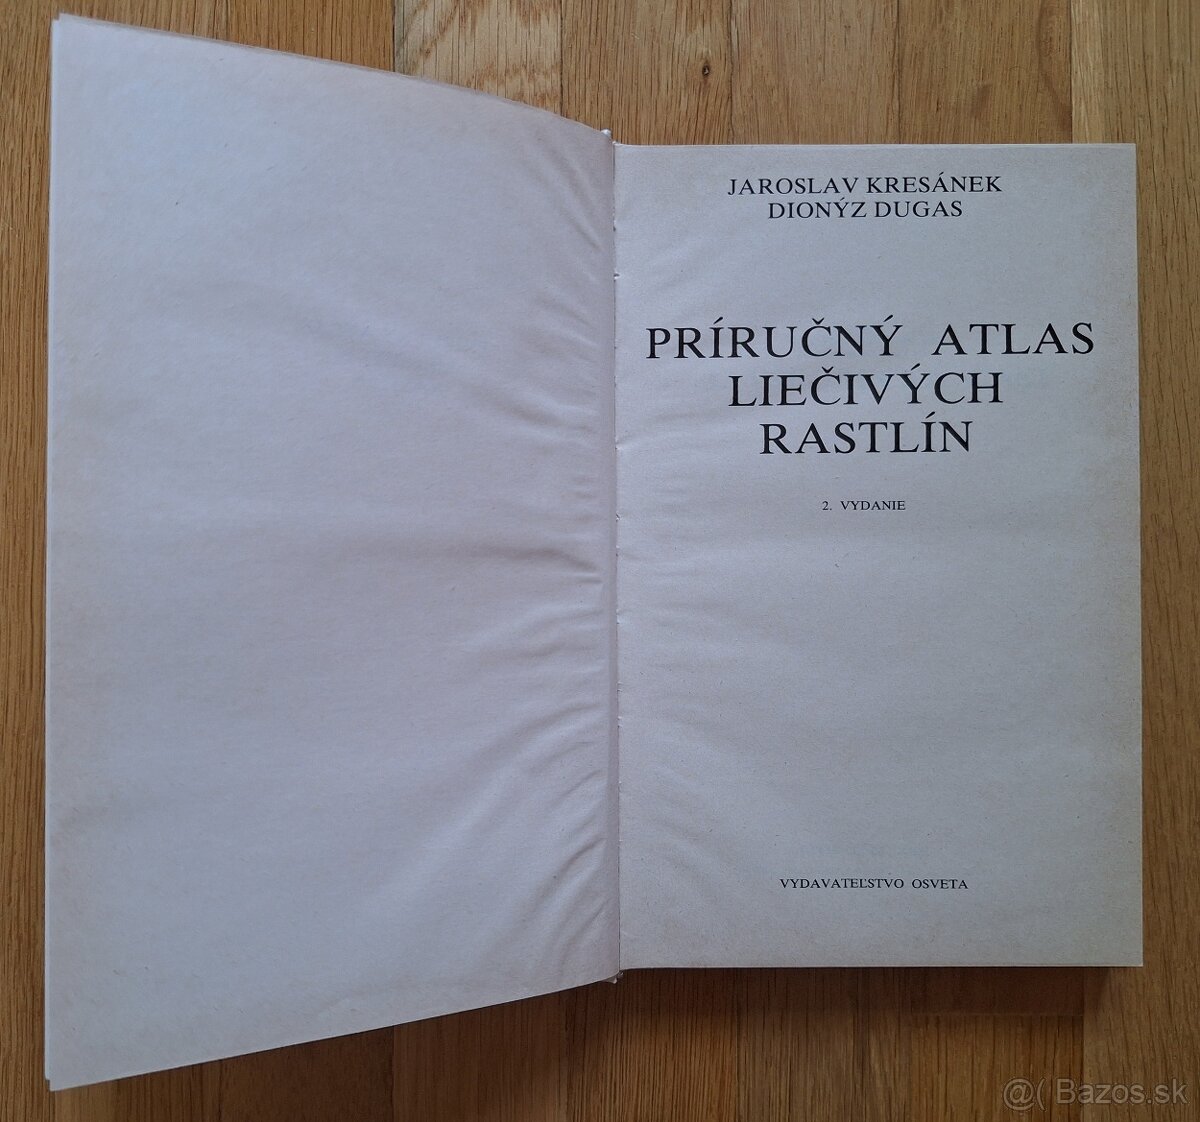 JAROSLAV KRESÁNEK
DIONÝZ DUGAS
PRÍRUČNÝ ATLAS
LIEČIVÝCH
RASTLÍN
2. VYDANIE
VYDAVATEĽSTVO OSVETA
@( Bazos.sk